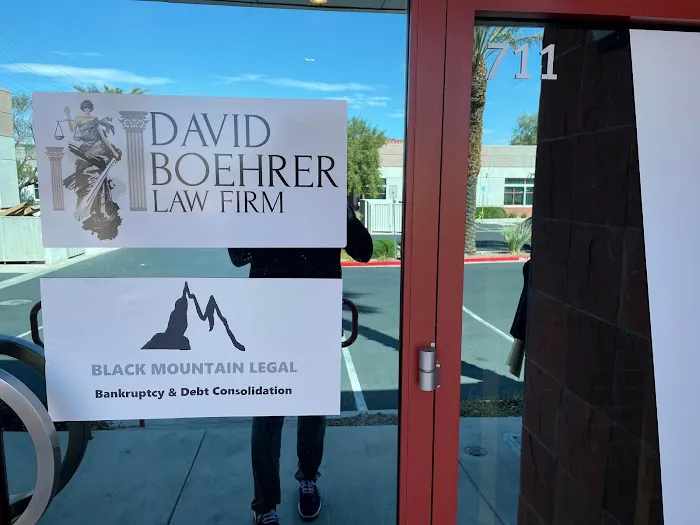 711
DAVID
BOEHRER
LAW FIRM
BLACK MOUNTAIN LEGAL
Bankruptcy & Debt Consolidation